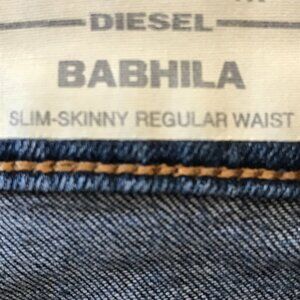 DIESEL
BABHILA
SLIM-SKINNY REGULAR WAIST